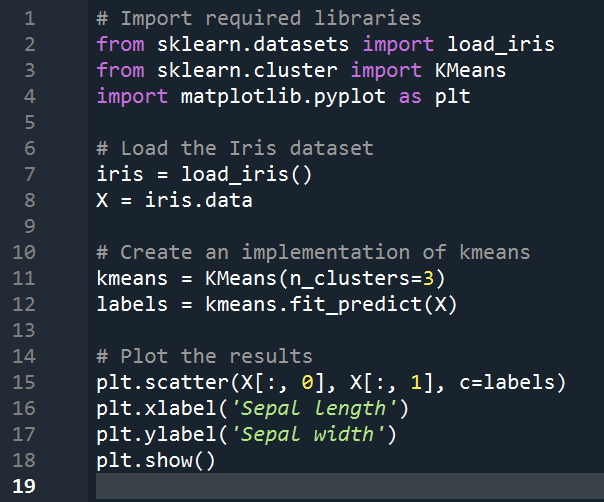 1 # Import required libraries
2 from sklearn.datasets import load_iris
3 from sklearn.cluster import KMeans
4 import matplotlib.pyplot as plt
5
6 # Load the Iris dataset
7 iris = load_iris()
8 X = iris.data
9
10 # Create an implementation of kmeans
11 kmeans = KMeans(n_clusters=3)
12 labels = kmeans.fit_predict(X)
13
14 # Plot the results
15 plt.scatter(X[:, 0], X[:, 1], c=labels)
16 plt.xlabel('Sepal length')
17 plt.ylabel('Sepal width')
18 plt.show()
19